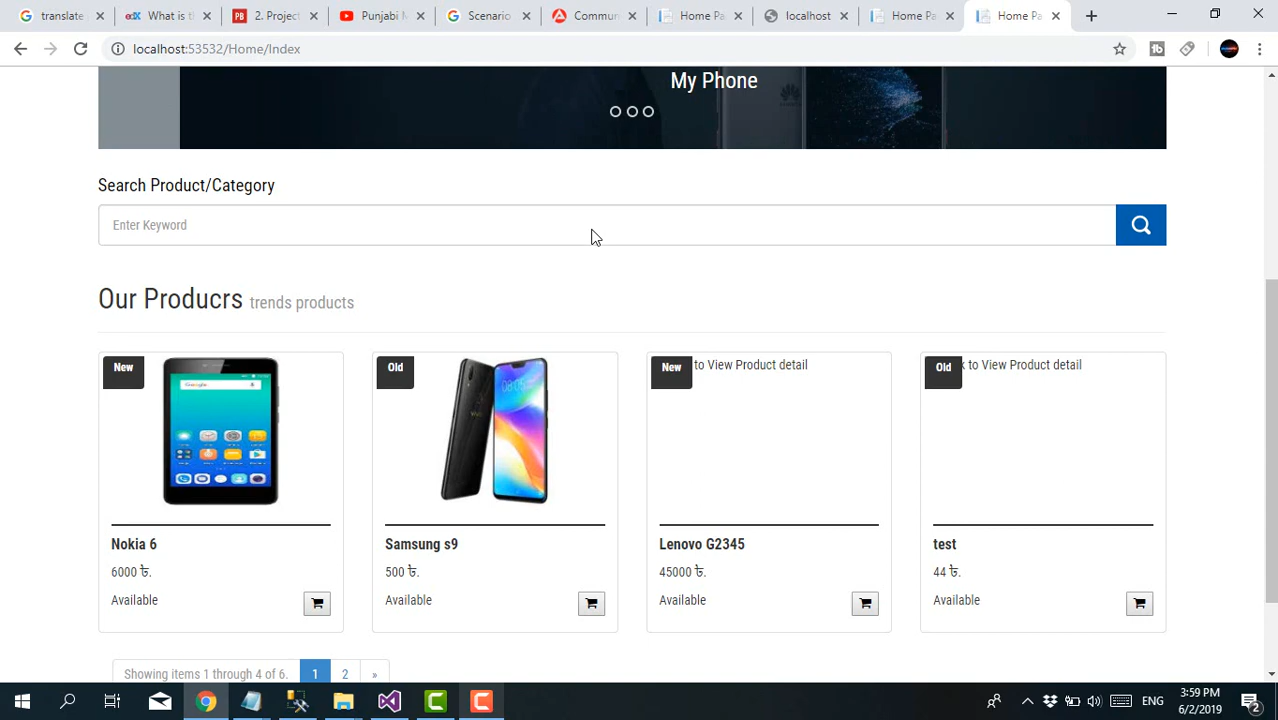 translate
What is t
2. Project
Punjabi M
Scenario
Commun
Home Pa
localhost
Home Pa
Home Pa
localhost:53532/Home/Index
My Phone
Search Product/Category
Enter Keyword
Our Producrs trends products
New
Old
New to View Product detail
Old k to View Product detail
Nokia 6
Samsung s9
Lenovo G2345
test
6000 ৳.
500 ৳.
45000 ৳.
44 ৳.
Available
Available
Available
Available
Showing items 1 through 4 of 6. 1 2 »
ENG
3:59 PM
6/2/2019